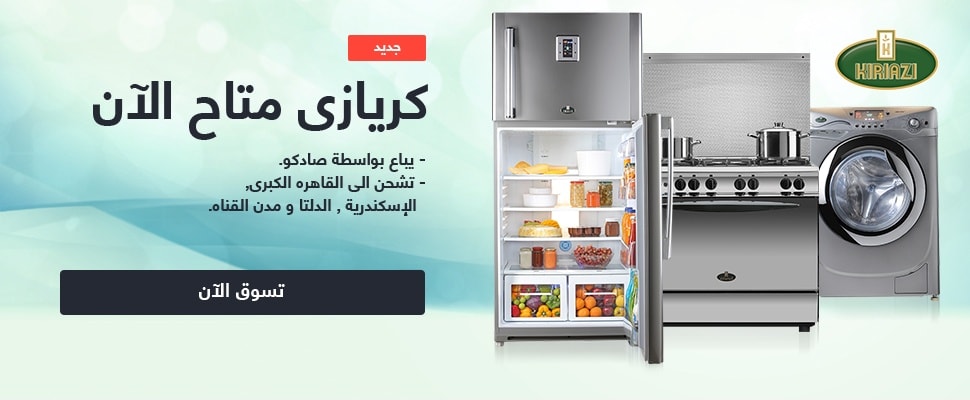 جديد
كريازى متاح الآن
- يباع بواسطة صادكو.
- تشحن الى القاهره الكبرى,
الإسكندرية , الدلتا و مدن القناه.
تسوق الآن
K
KIRIAZI